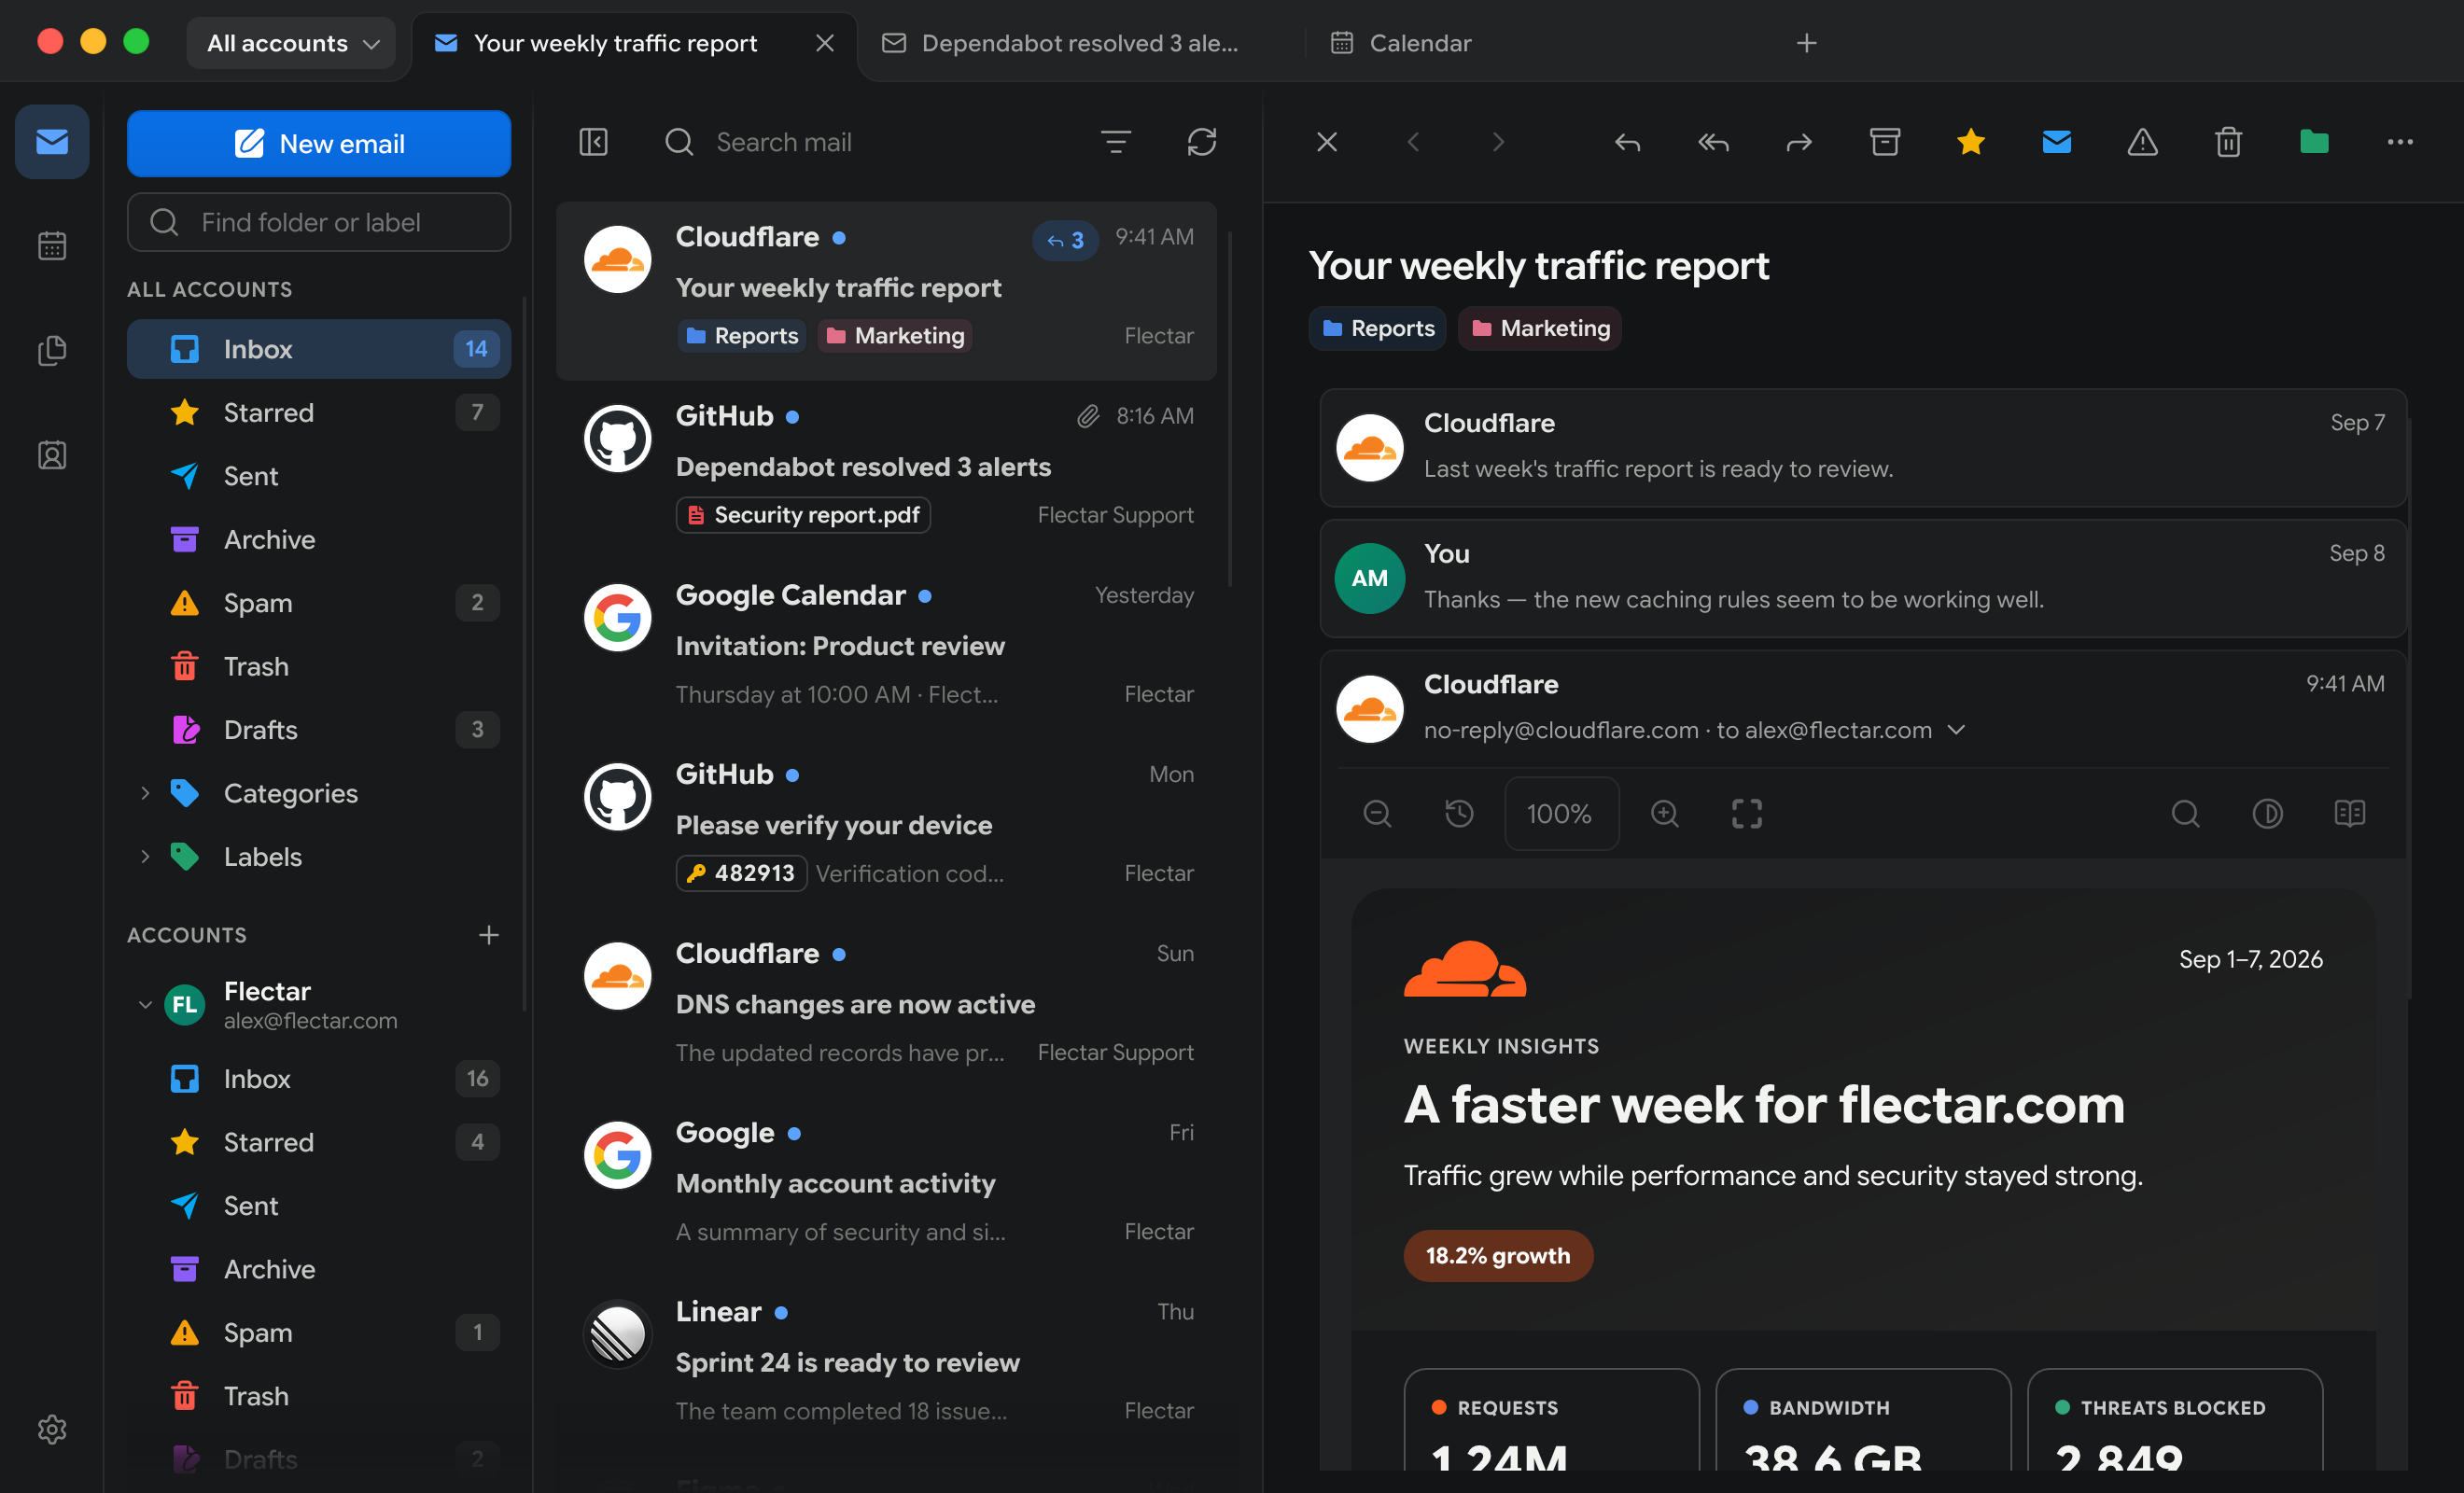 All accounts
Your weekly traffic report
Dependabot resolved 3 ale...
Calendar
New email
Find folder or label
ALL ACCOUNTS
Inbox 14
Starred 7
Sent
Archive
Spam 2
Trash
Drafts 3
Categories
Labels
ACCOUNTS
FL
Flectar
alex@flectar.com
Inbox 16
Starred 4
Sent
Archive
Spam 1
Trash
Drafts 2
Search mail
Cloudflare 3 9:41 AM
Your weekly traffic report
Reports Marketing Flectar
GitHub 8:16 AM
Dependabot resolved 3 alerts
Security report.pdf Flectar Support
Google Calendar Yesterday
Invitation: Product review
Thursday at 10:00 AM · Flect... Flectar
GitHub Mon
Please verify your device
482913 Verification cod... Flectar
Cloudflare Sun
DNS changes are now active
The updated records have pr... Flectar Support
Google Fri
Monthly account activity
A summary of security and si... Flectar
Linear Thu
Sprint 24 is ready to review
The team completed 18 issue... Flectar
Your weekly traffic report
Reports Marketing
Cloudflare Sep 7
Last week's traffic report is ready to review.
AM
You Sep 8
Thanks — the new caching rules seem to be working well.
Cloudflare 9:41 AM
no-reply@cloudflare.com · to alex@flectar.com
100%
Sep 1–7, 2026
WEEKLY INSIGHTS
A faster week for flectar.com
Traffic grew while performance and security stayed strong.
18.2% growth
REQUESTS
1.24M
BANDWIDTH
38.6 GB
THREATS BLOCKED
2,849